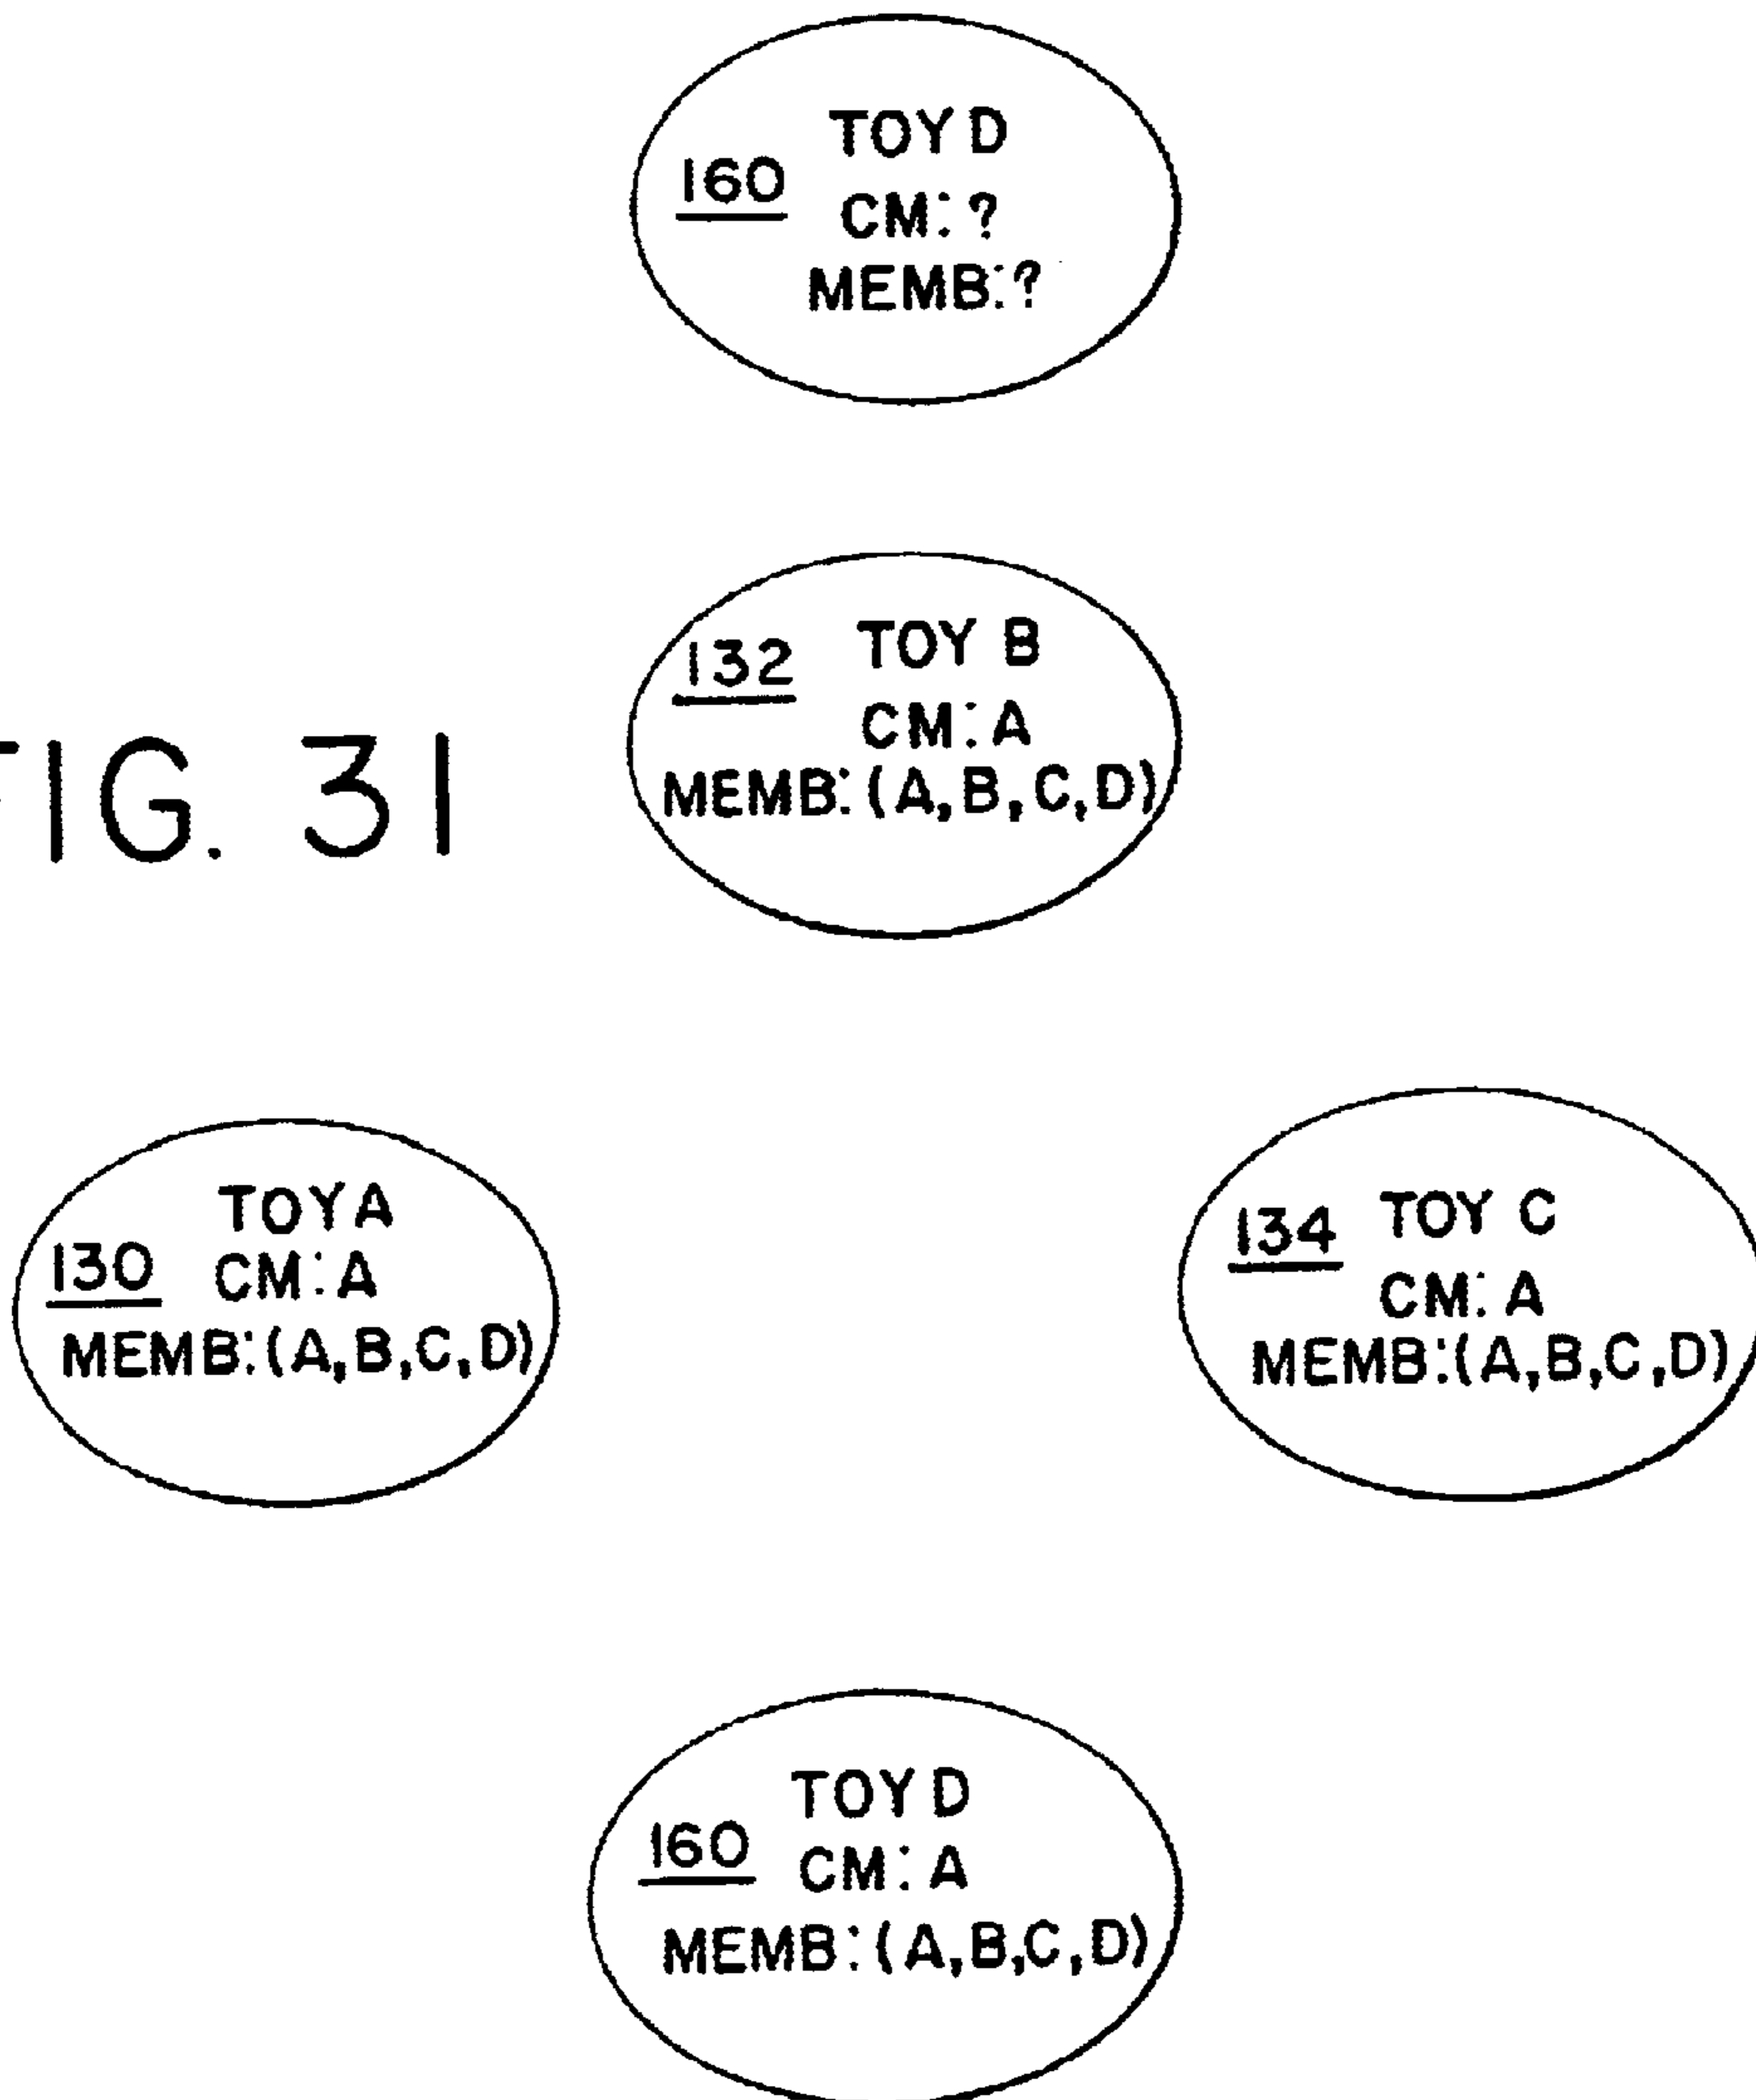 TOY D
160
CM:?
MEMB:?
132
TOY B
CM:A
MEMB:(A,B,C,D)
FIG. 31
TOY A
130
CM:A
MEMB:(A,B,C,D)
134
TOY C
CM:A
MEMB:(A,B,C,D)
TOY D
160
CM:A
MEMB:(A,B,C,D)